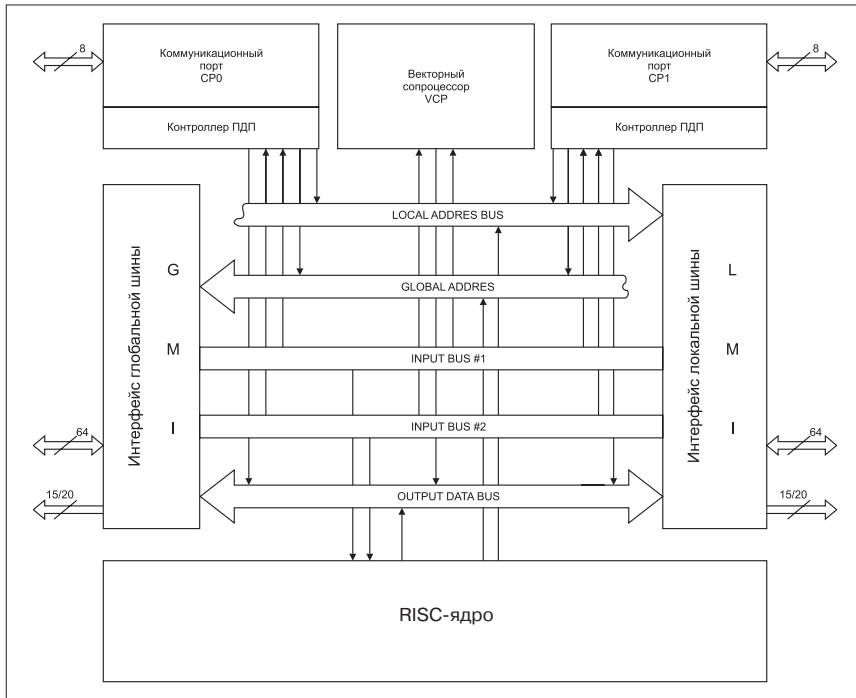 8
Коммуникационный
порт
CP0
Контроллер ПДП
Векторный
сопроцессор
VCP
Коммуникационный
порт
CP1
Контроллер ПДП
8
LOCAL ADDRES BUS
GLOBAL ADDRES
INPUT BUS #1
INPUT BUS #2
OUTPUT DATA BUS
Интерфейс глобальной шины
G
M
I
64
15/20
Интерфейс локальной шины
L
M
I
64
15/20
RISC-ядро